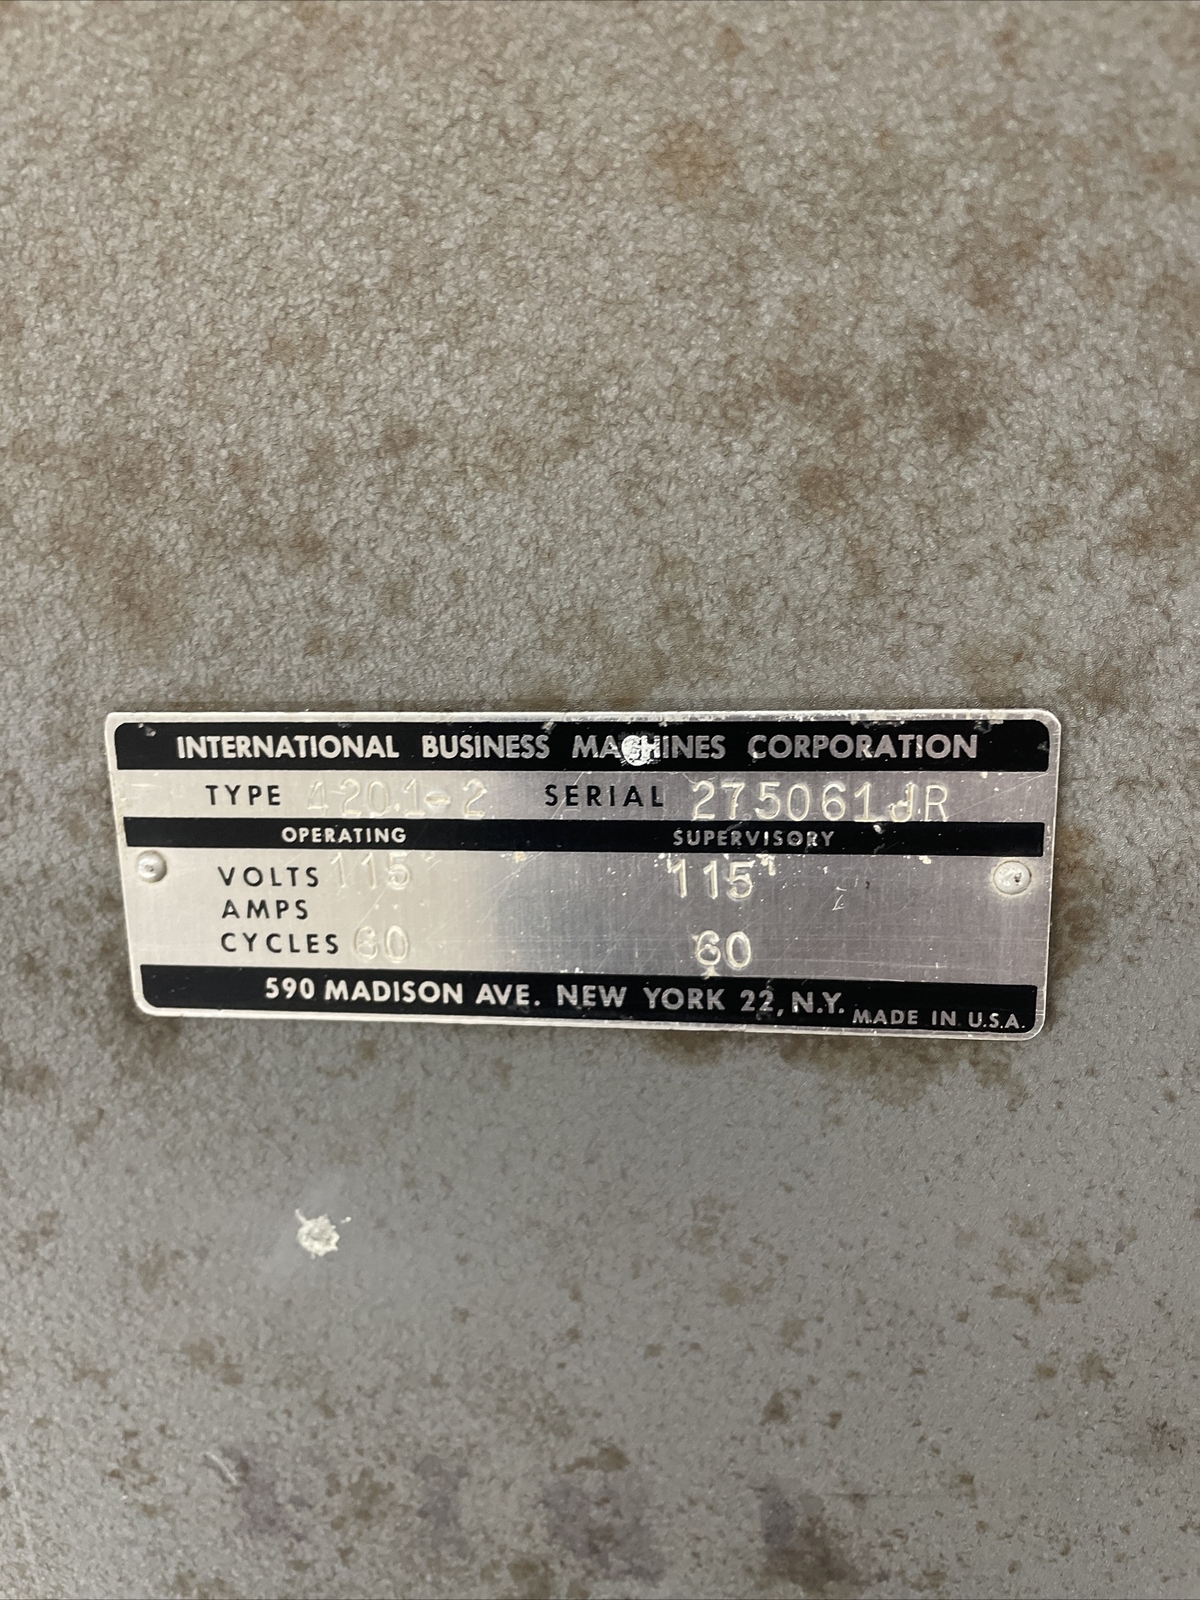 INTERNATIONAL BUSINESS MACHINES CORPORATION
TYPE 4201-2 SERIAL 275061JR
OPERATING SUPERVISORY
VOLTS 115 115
AMPS
CYCLES 60 60
590 MADISON AVE. NEW YORK 22, N.Y. MADE IN U.S.A.